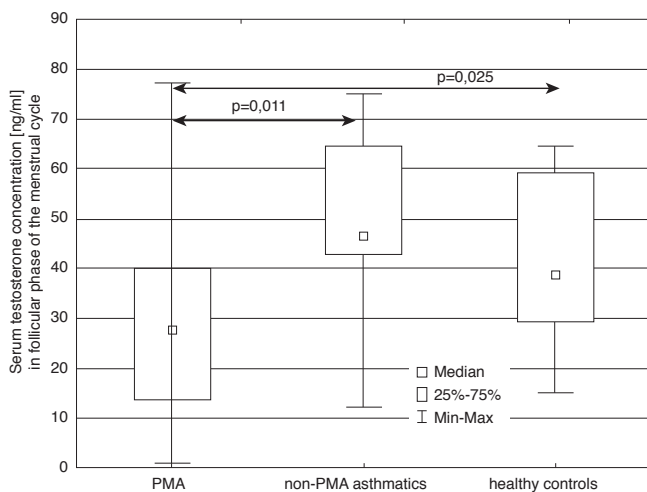 Serum testosterone concentration [ng/ml]
in follicular phase of the menstrual cycle
90
80
70
60
50
40
30
20
10
0
p=0,025
p=0,011
Median
25%-75%
Min-Max
PMA
non-PMA asthmatics
healthy controls